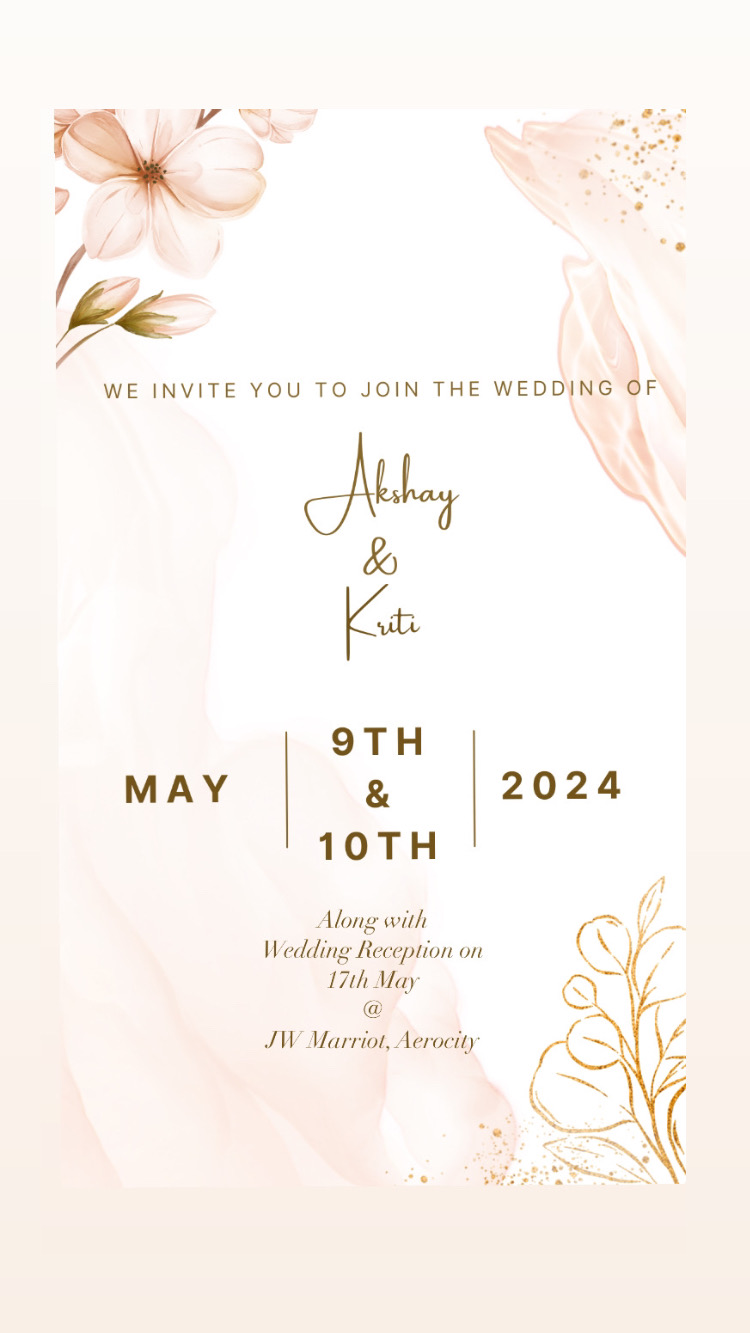 WE INVITE YOU TO JOIN THE WEDDING OF
Akshay
&
Kriti
MAY
9TH
&
10TH
2024
Along with
Wedding Reception on
17th May
@
JW Marriot, Aerocity